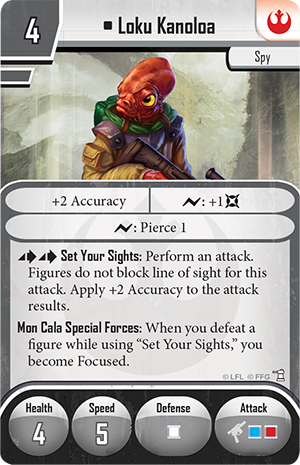 4
Loku Kanoloa
Spy
+2 Accuracy
: +1
: Pierce 1
Set Your Sights: Perform an attack.
Figures do not block line of sight for this
attack. Apply +2 Accuracy to the attack
results.
Mon Cala Special Forces: When you defeat a
figure while using “Set Your Sights,” you
become Focused.
© LFL © FFG
Health Speed Defense Attack
4 5